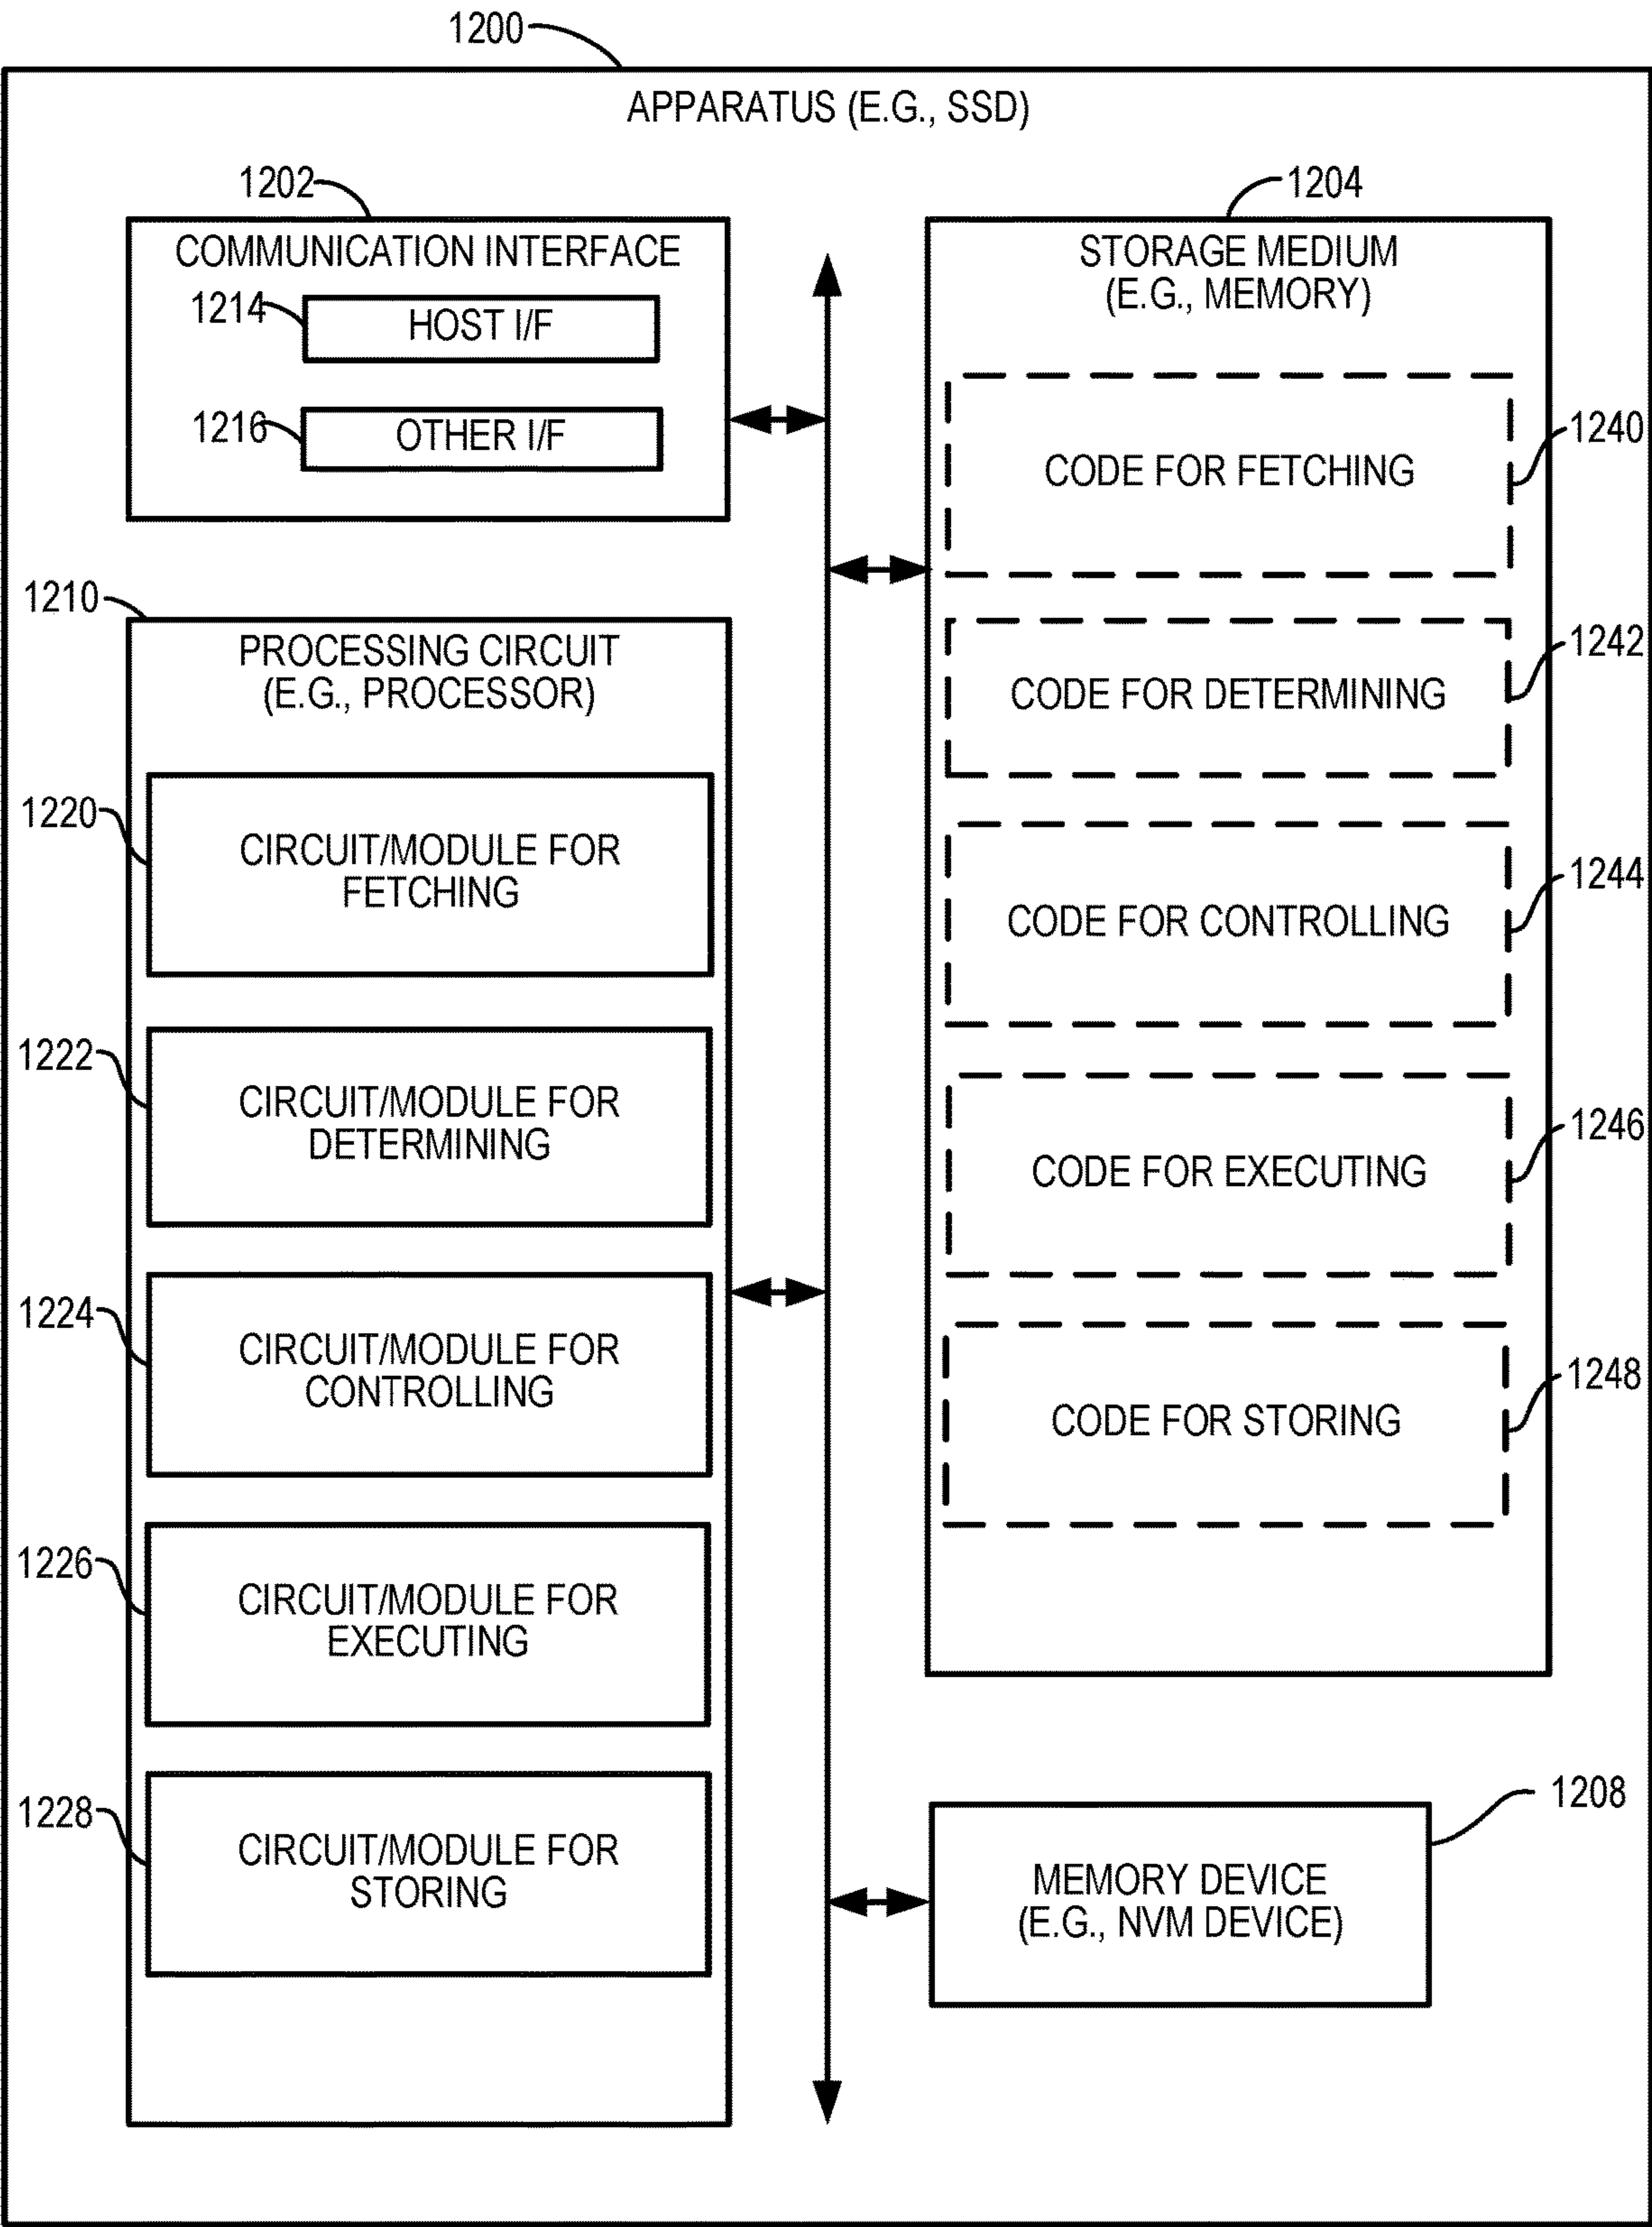 1200
APPARATUS (E.G., SSD)
1202
COMMUNICATION INTERFACE
1214
HOST I/F
1216
OTHER I/F
1210
PROCESSING CIRCUIT
(E.G., PROCESSOR)
1220
CIRCUIT/MODULE FOR
FETCHING
1222
CIRCUIT/MODULE FOR
DETERMINING
1224
CIRCUIT/MODULE FOR
CONTROLLING
1226
CIRCUIT/MODULE FOR
EXECUTING
1228
CIRCUIT/MODULE FOR
STORING
1204
STORAGE MEDIUM
(E.G., MEMORY)
CODE FOR FETCHING
1240
CODE FOR DETERMINING
1242
CODE FOR CONTROLLING
1244
CODE FOR EXECUTING
1246
CODE FOR STORING
1248
1208
MEMORY DEVICE
(E.G., NVM DEVICE)